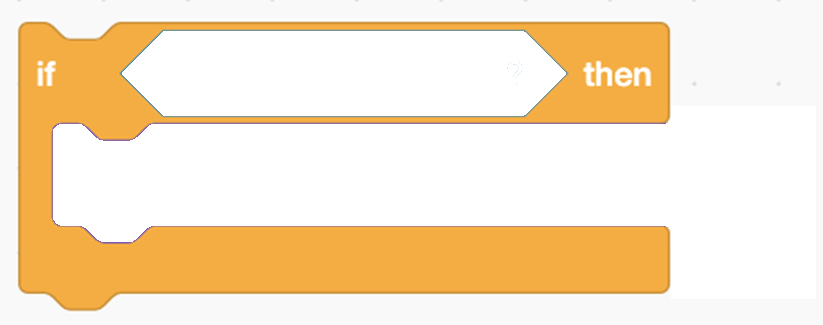 if then